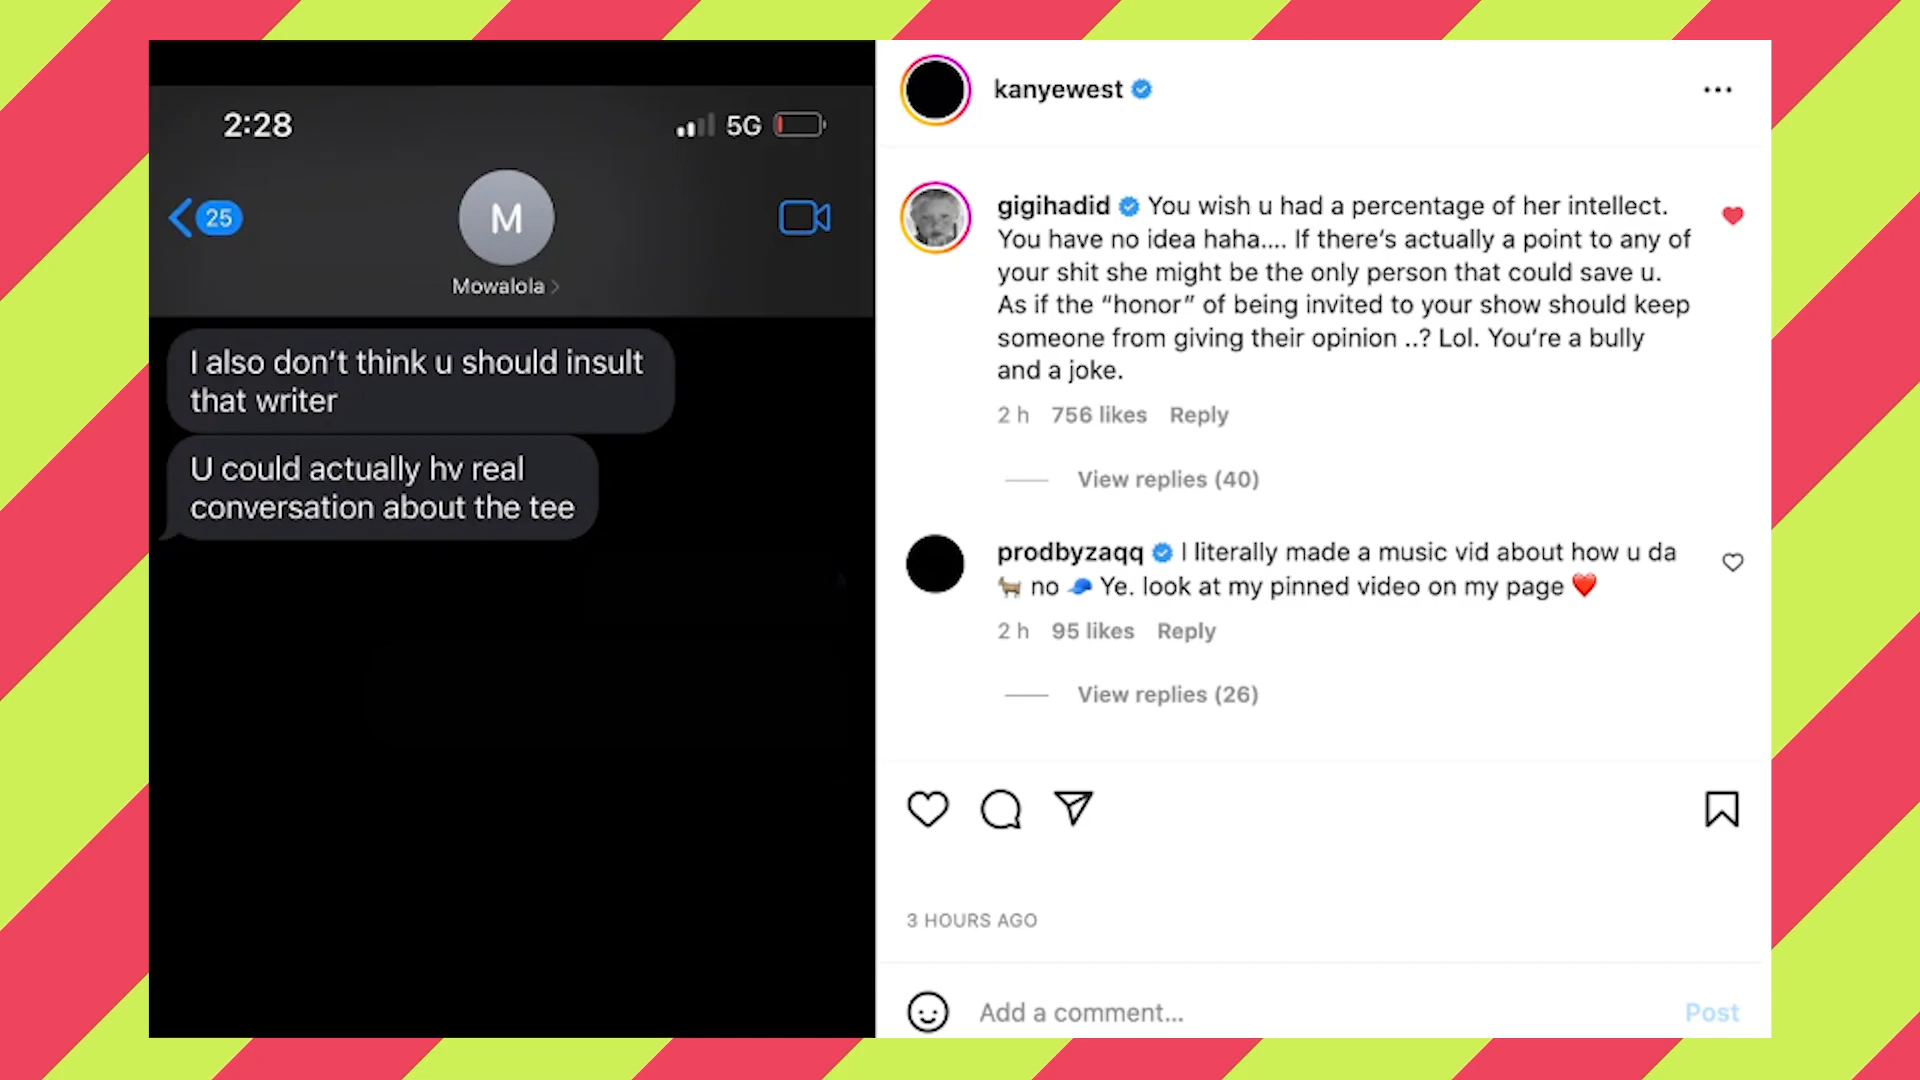 2:28
5G
25
M
Mowalola
I also don't think u should insult
that writer
U could actually hv real
conversation about the tee
kanyewest
gigihadid You wish u had a percentage of her intellect.
You have no idea haha.... If there's actually a point to any of
your shit she might be the only person that could save u.
As if the "honor" of being invited to your show should keep
someone from giving their opinion ..? Lol. You're a bully
and a joke.
2 h 756 likes Reply
View replies (40)
prodbyzaqq I literally made a music vid about how u da
🐐 no 🧢 Ye. look at my pinned video on my page ❤️
2 h 95 likes Reply
View replies (26)
3 HOURS AGO
Add a comment...
Post